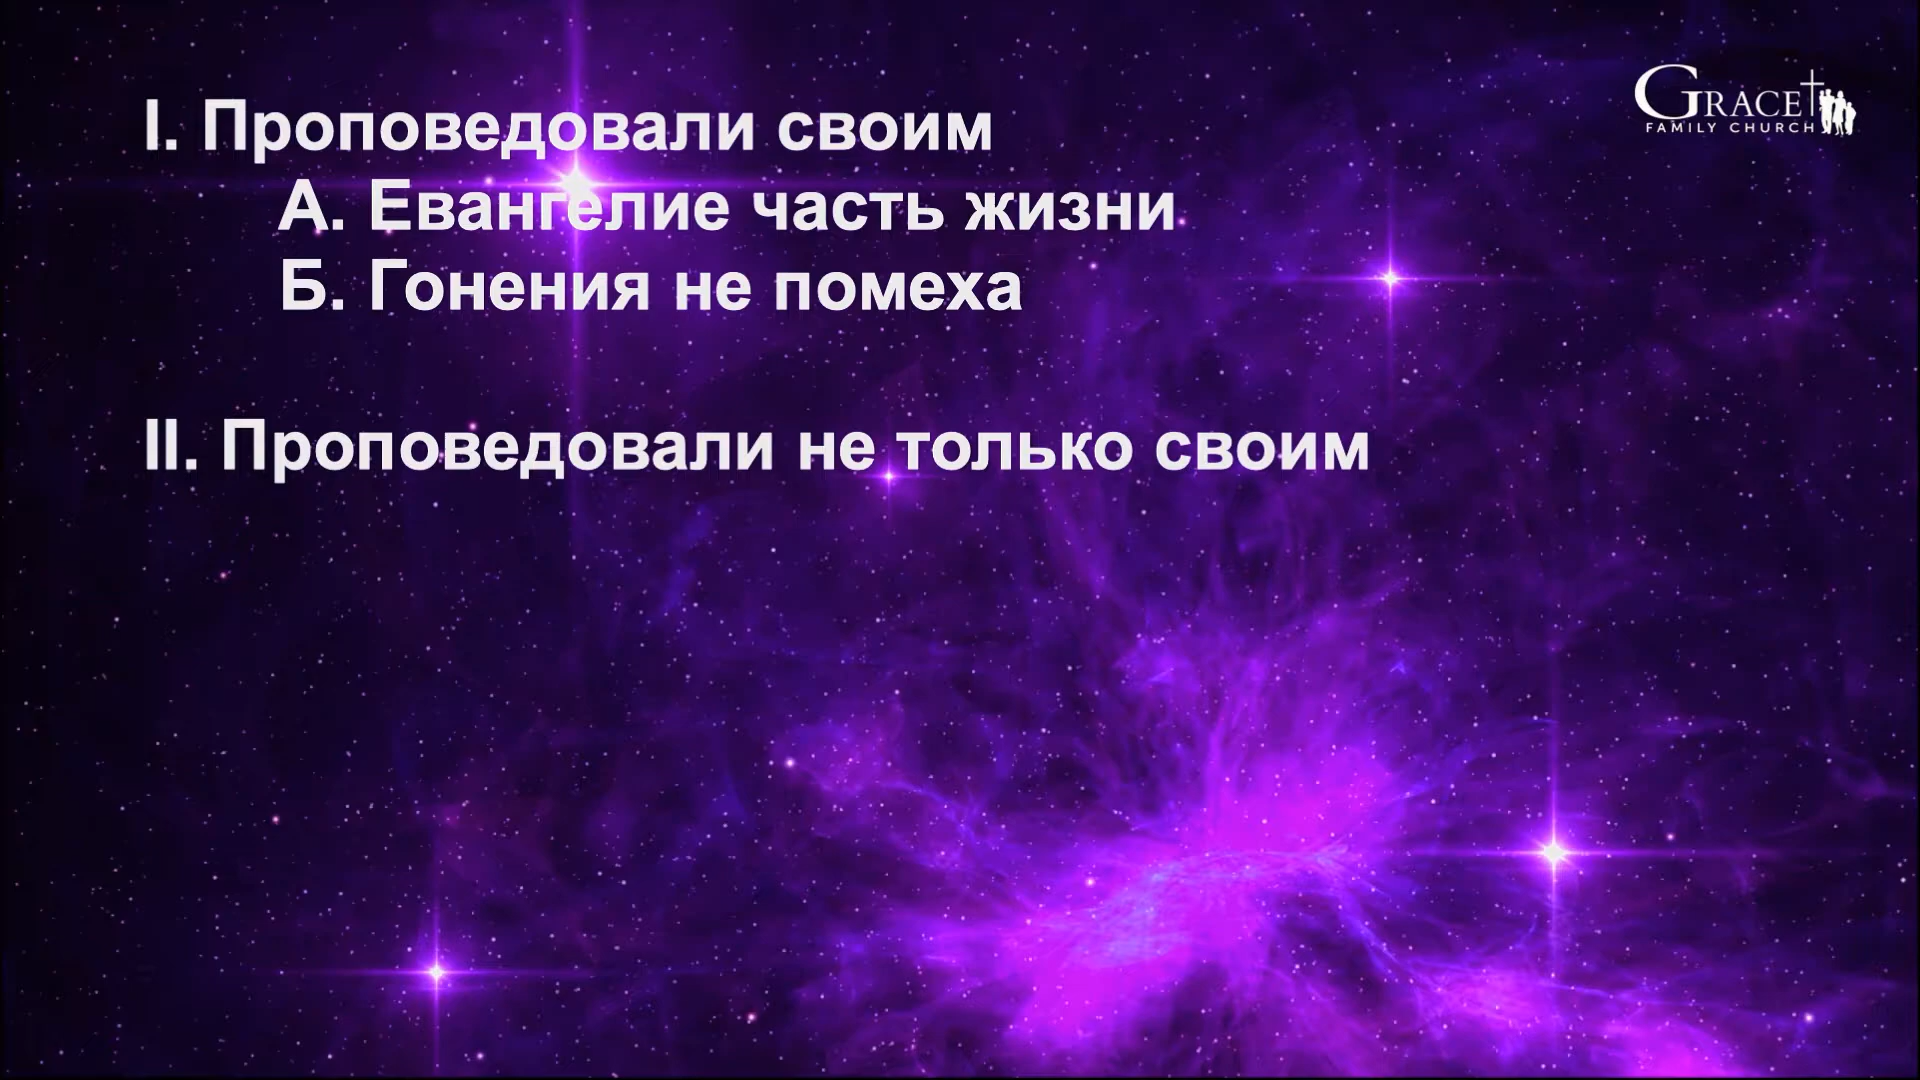 I. Проповедовали своим
А. Евангелие часть жизни
Б. Гонения не помеха
II. Проповедовали не только своим
GRACE
FAMILY CHURCH